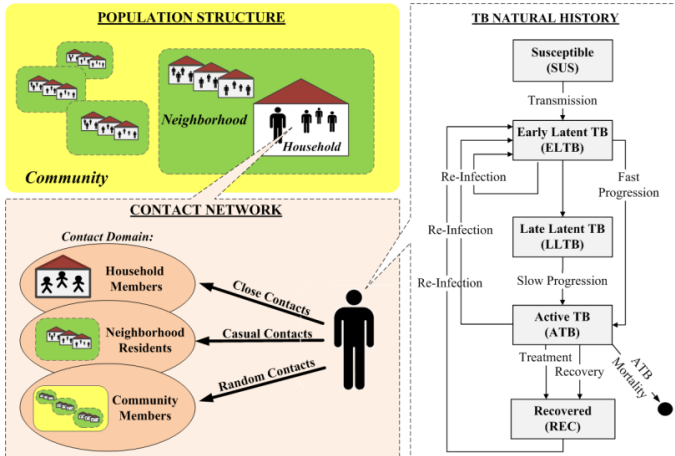 POPULATION STRUCTURE
Neighborhood
Household
Community
CONTACT NETWORK
Contact Domain:
Household
Members
Close Contacts
Neighborhood
Residents
Casual Contacts
Random Contacts
Community
Members
TB NATURAL HISTORY
Susceptible
(SUS)
Transmission
Early Latent TB
(ELTB)
Re-Infection
Fast
Progression
Re-Infection
Late Latent TB
(LLTB)
Re-Infection
Slow Progression
Active TB
(ATB)
Treatment
Recovery
ATB
Mortality
Recovered
(REC)